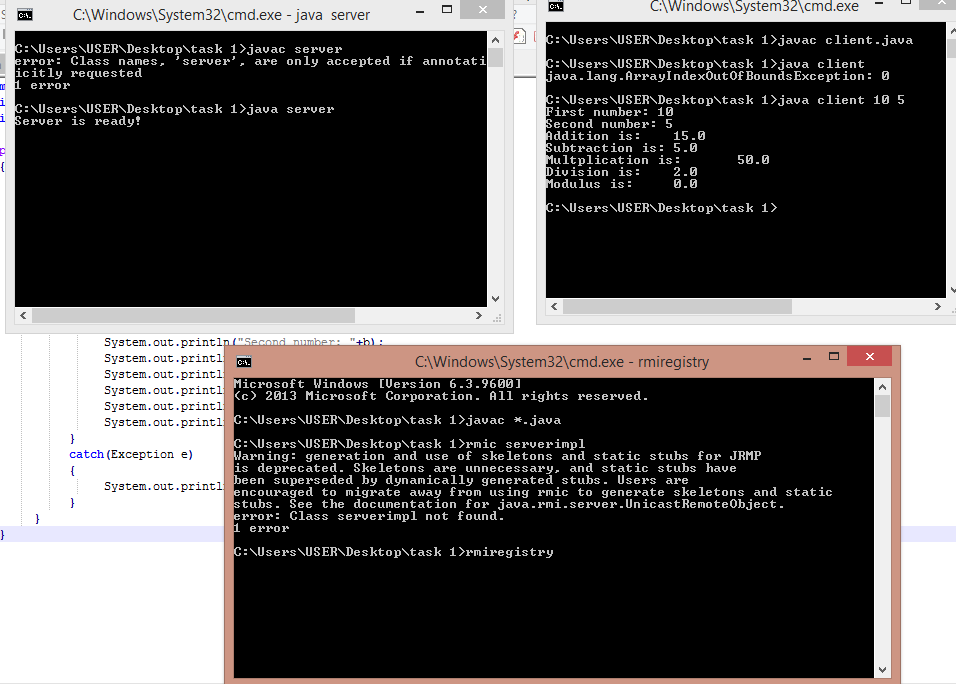 C:\Windows\System32\cmd.exe - java  server
C:\Users\USER\Desktop\task 1>javac server
error: Class names, 'server', are only accepted if annotati
icitly requested
1 error
C:\Users\USER\Desktop\task 1>java server
Server is ready!
C:\Windows\System32\cmd.exe
C:\Users\USER\Desktop\task 1>javac client.java
C:\Users\USER\Desktop\task 1>java client
java.lang.ArrayIndexOutOfBoundsException: 0
C:\Users\USER\Desktop\task 1>java client 10 5
First number: 10
Second number: 5
Addition is:    15.0
Subtraction is: 5.0
Multplication is:       50.0
Division is:    2.0
Modulus is:     0.0
C:\Users\USER\Desktop\task 1>
System.out.println("Second number: "+b);
System.out.printl
System.out.printl
System.out.printl
System.out.printl
System.out.printl
}
catch(Exception e)
{
System.out.printl
}
}
}
C:\Windows\System32\cmd.exe - rmiregistry
Microsoft Windows [Version 6.3.9600]
(c) 2013 Microsoft Corporation. All rights reserved.
C:\Users\USER\Desktop\task 1>javac *.java
C:\Users\USER\Desktop\task 1>rmic serverimpl
Warning: generation and use of skeletons and static stubs for JRMP
is deprecated. Skeletons are unnecessary, and static stubs have
been superseded by dynamically generated stubs. Users are
encouraged to migrate away from using rmic to generate skeletons and static
stubs. See the documentation for java.rmi.server.UnicastRemoteObject.
error: Class serverimpl not found.
1 error
C:\Users\USER\Desktop\task 1>rmiregistry